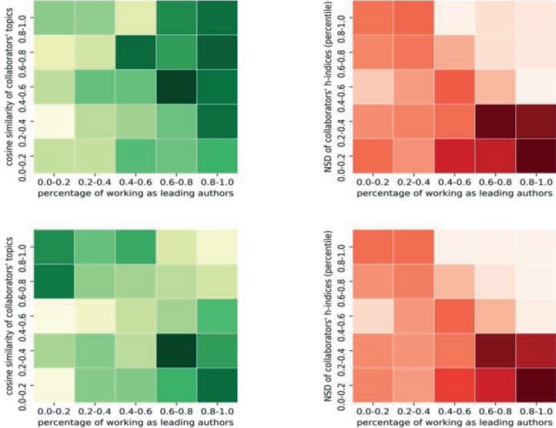 cosine similarity of collaborators' topics
0.8-1.0
0.6-0.8
0.4-0.6
0.2-0.4
0.0-0.2
0.0-0.2 0.2-0.4 0.4-0.6 0.6-0.8 0.8-1.0
percentage of working as leading authors
NSD of collaborators' h-indices (percentile)
0.8-1.0
0.6-0.8
0.4-0.6
0.2-0.4
0.0-0.2
0.0-0.2 0.2-0.4 0.4-0.6 0.6-0.8 0.8-1.0
percentage of working as leading authors
cosine similarity of collaborators' topics
0.8-1.0
0.6-0.8
0.4-0.6
0.2-0.4
0.0-0.2
0.0-0.2 0.2-0.4 0.4-0.6 0.6-0.8 0.8-1.0
percentage of working as leading authors
NSD of collaborators' h-indices (percentile)
0.8-1.0
0.6-0.8
0.4-0.6
0.2-0.4
0.0-0.2
0.0-0.2 0.2-0.4 0.4-0.6 0.6-0.8 0.8-1.0
percentage of working as leading authors